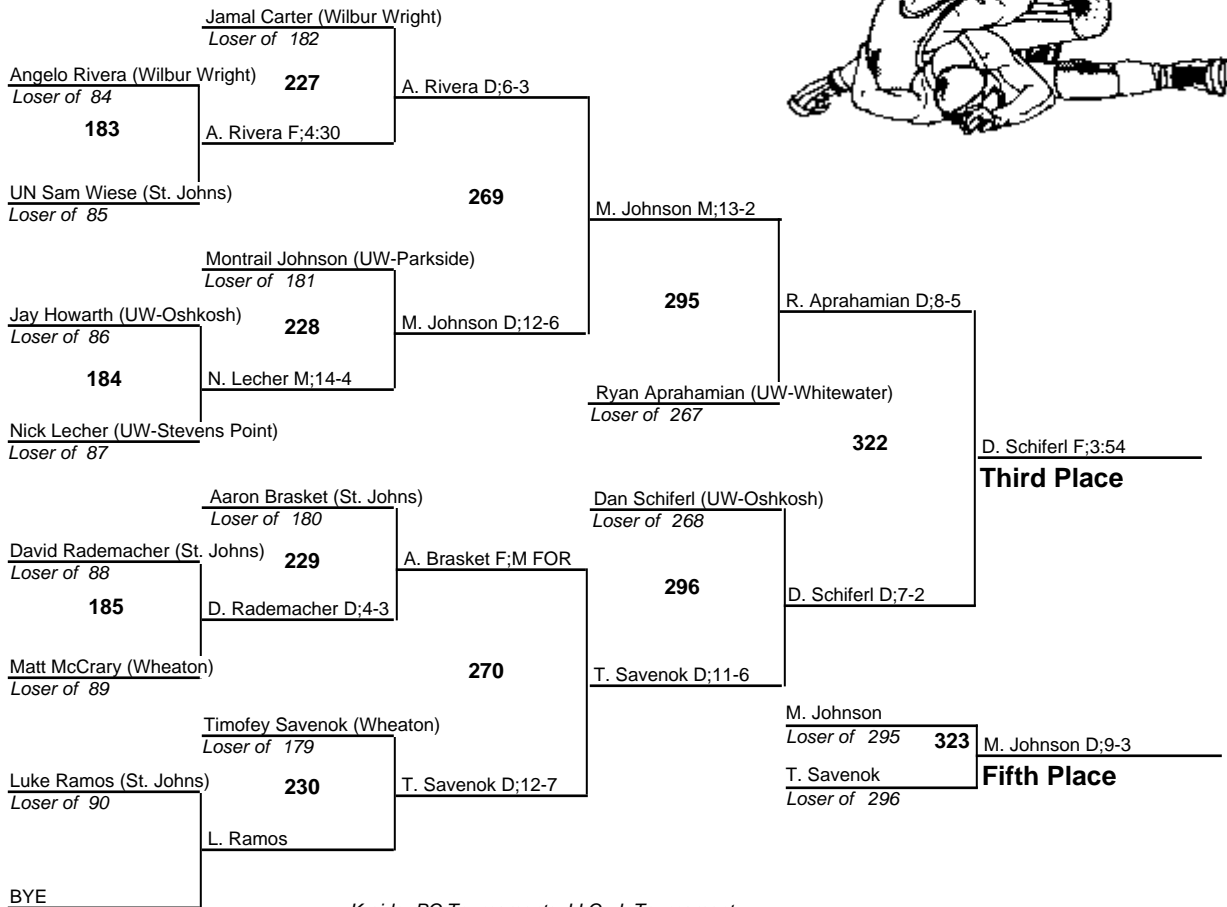 Jamal Carter (Wilbur Wright)
Loser of 182
Angelo Rivera (Wilbur Wright)
Loser of 84
227
A. Rivera D;6-3
183
A. Rivera F;4:30
UN Sam Wiese (St. Johns)
Loser of 85
269
M. Johnson M;13-2
Montrail Johnson (UW-Parkside)
Loser of 181
Jay Howarth (UW-Oshkosh)
Loser of 86
228
M. Johnson D;12-6
295
R. Aprahamian D;8-5
184
N. Lecher M;14-4
Ryan Aprahamian (UW-Whitewater)
Loser of 267
Nick Lecher (UW-Stevens Point)
Loser of 87
322
D. Schiferl F;3:54
Third Place
Aaron Brasket (St. Johns)
Loser of 180
Dan Schiferl (UW-Oshkosh)
Loser of 268
David Rademacher (St. Johns)
Loser of 88
229
A. Brasket F;M FOR
296
185
D. Rademacher D;4-3
D. Schiferl D;7-2
Matt McCrary (Wheaton)
Loser of 89
270
T. Savenok D;11-6
Timofey Savenok (Wheaton)
Loser of 179
M. Johnson
Loser of 295
323
M. Johnson D;9-3
Fifth Place
T. Savenok
Loser of 296
Luke Ramos (St. Johns)
Loser of 90
230
T. Savenok D;12-7
L. Ramos
BYE